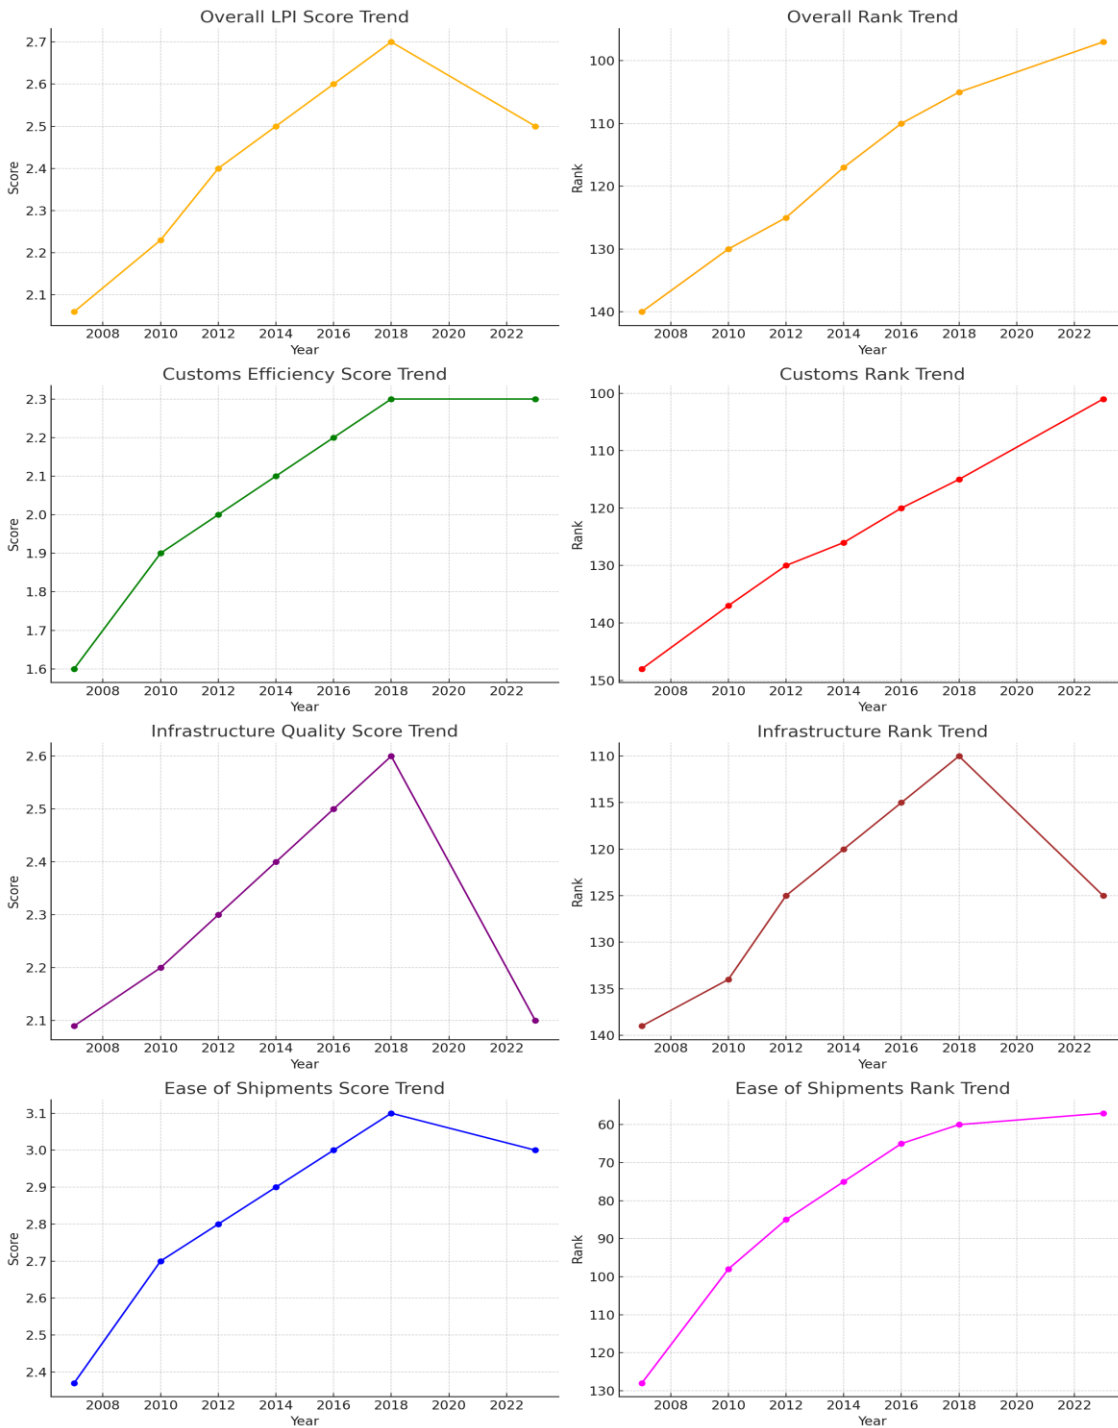 Overall LPI Score Trend
2.7
2.6
2.5
2.4
2.3
2.2
2.1
Score
2008 2010 2012 2014 2016 2018 2020 2022
Year
Overall Rank Trend
100
110
120
130
140
Rank
2008 2010 2012 2014 2016 2018 2020 2022
Year
Customs Efficiency Score Trend
2.3
2.2
2.1
2.0
1.9
1.8
1.7
1.6
Score
2008 2010 2012 2014 2016 2018 2020 2022
Year
Customs Rank Trend
100
110
120
130
140
150
Rank
2008 2010 2012 2014 2016 2018 2020 2022
Year
Infrastructure Quality Score Trend
2.6
2.5
2.4
2.3
2.2
2.1
Score
2008 2010 2012 2014 2016 2018 2020 2022
Year
Infrastructure Rank Trend
110
115
120
125
130
135
140
Rank
2008 2010 2012 2014 2016 2018 2020 2022
Year
Ease of Shipments Score Trend
3.1
3.0
2.9
2.8
2.7
2.6
2.5
2.4
Score
2008 2010 2012 2014 2016 2018 2020 2022
Year
Ease of Shipments Rank Trend
60
70
80
90
100
110
120
130
Rank
2008 2010 2012 2014 2016 2018 2020 2022
Year